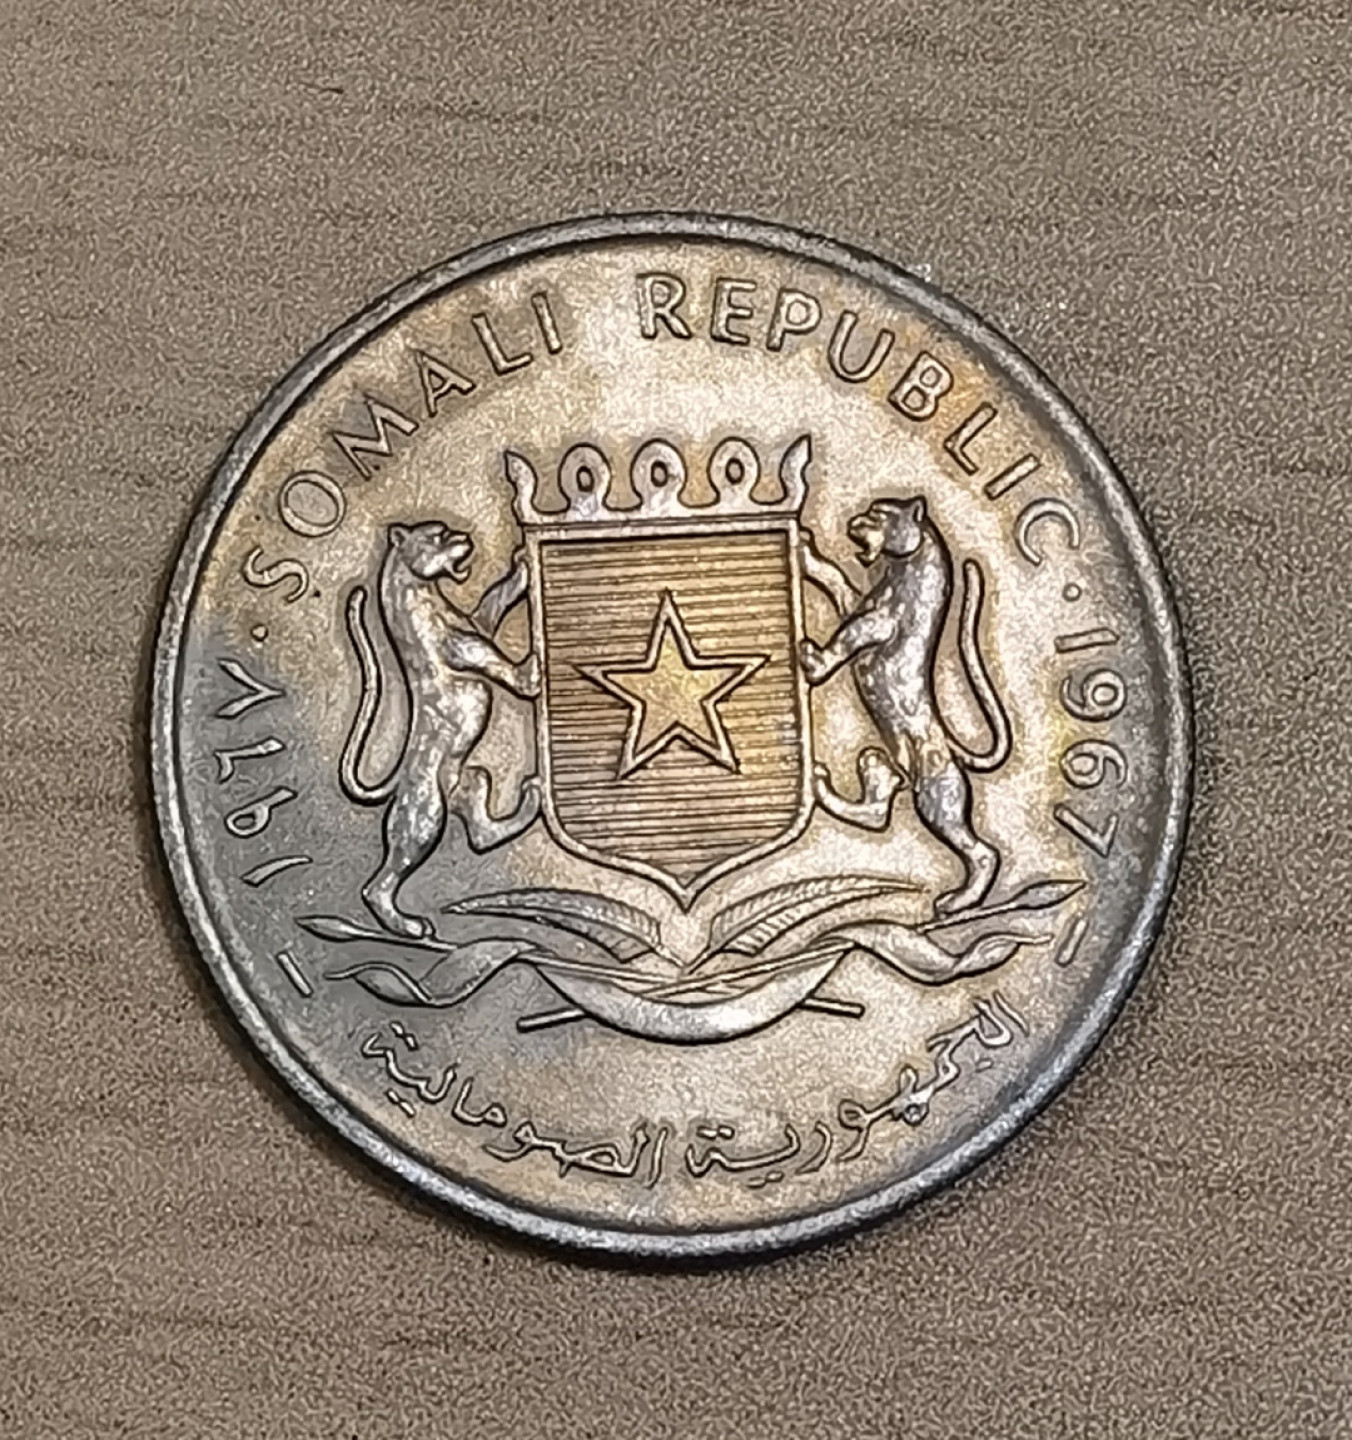 ١٩٦٧ · SOMALI REPUBLIC · 1967
الجمهورية الصومالية